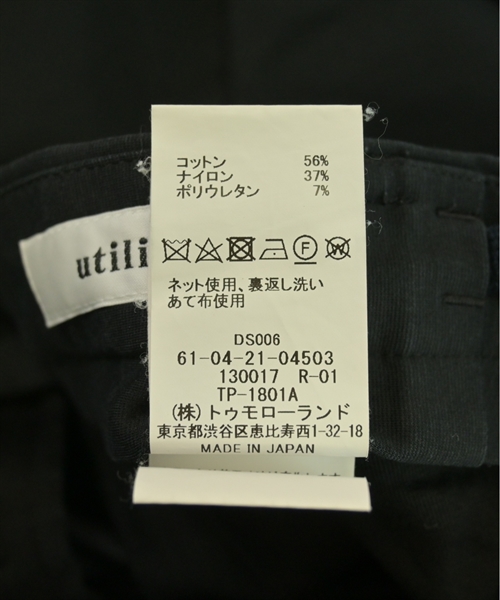 コットン 56%
ナイロン 37%
ポリウレタン 7%
utili
ネット使用、裏返し洗い
あて布使用
DS006
61-04-21-04503
130017 R-01
TP-1801A
(株)トゥモローランド
東京都渋谷区恵比寿西1-32-18
MADE IN JAPAN